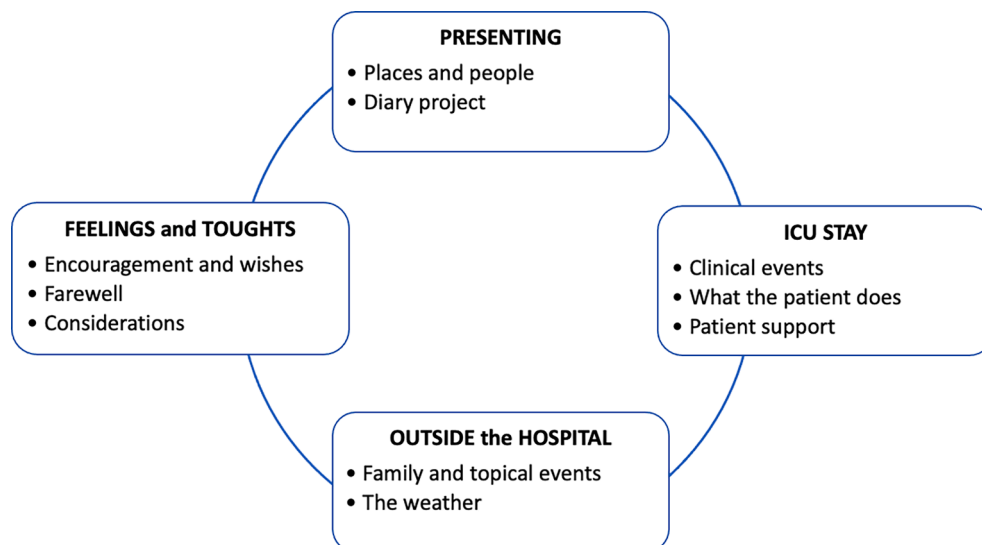 PRESENTING
• Places and people
• Diary project
FEELINGS and TOUGHTS
• Encouragement and wishes
• Farewell
• Considerations
ICU STAY
• Clinical events
• What the patient does
• Patient support
OUTSIDE the HOSPITAL
• Family and topical events
• The weather